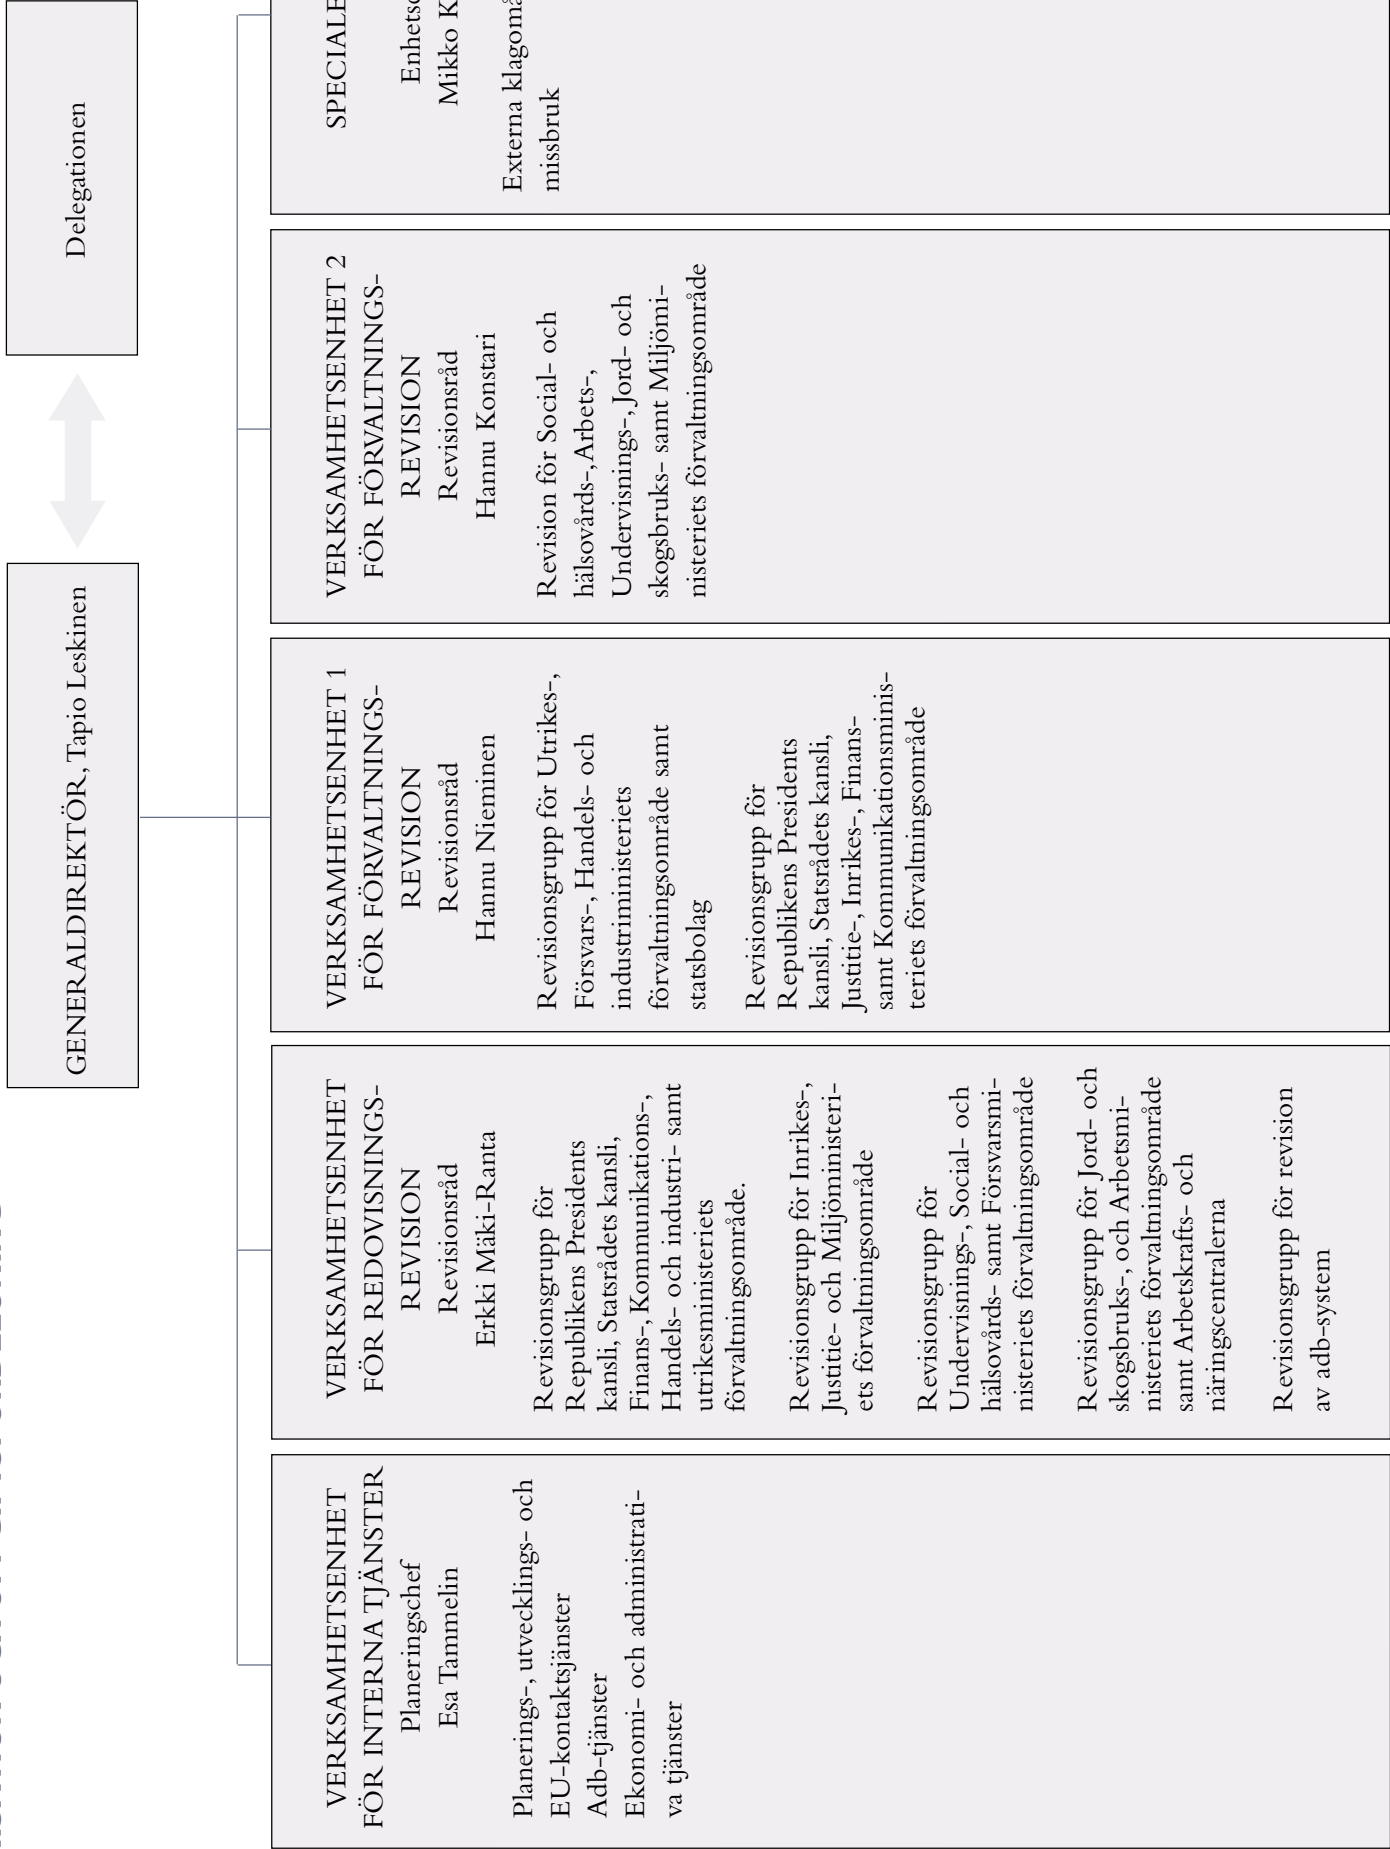 GENERALDIREKTÖR, Tapio Leskinen
Delegationen
VERKSAMHETSENHET
FÖR INTERNA TJÄNSTER
Planeringschef
Esa Tammelin
Planerings-, utvecklings- och
EU-kontaktsjänster
Adb-tjänster
Ekonomi- och administrati-
va tjänster
VERKSAMHETSENHET
FÖR REDOVISNINGS-
REVISION
Revisionsråd
Erkki Mäki-Ranta
Revisionsgrupp för
Republikens Presidents
kansli, Statsrådets kansli,
Finans-, Kommunikations-,
Handels- och industri- samt
utrikesministeriets
förvaltningsområde.
Revisionsgrupp för Inrikes-,
Justitie- och Miljöministeri-
ets förvaltningsområde
Revisionsgrupp för
Undervisnings-, Social- och
hälsovårds- samt Försvarsmi-
nisteriets förvaltningsområde
Revisionsgrupp för Jord- och
skogsbruks-, och Arbetsmi-
nisteriets förvaltningsområde
samt Arbetskrafts- och
näringscentralerna
Revisionsgrupp för revision
av adb-system
VERKSAMHETSENHET 1
FÖR FÖRVALTNINGS-
REVISION
Revisionsråd
Hannu Nieminen
Revisionsgrupp för Utrikes-,
Försvars-, Handels- och
industriministeriets
förvaltningsområde samt
statsbolag
Revisionsgrupp för
Republikens Presidents
kansli, Statsrådets kansli,
Justitie-, Inrikes-, Finans-
samt Kommunikationsminis-
teriets förvaltningsområde
VERKSAMHETSENHET 2
FÖR FÖRVALTNINGS-
REVISION
Revisionsråd
Hannu Konstari
Revision för Social- och
hälsovårds-, Arbets-,
Undervisnings-, Jord- och
skogsbruks- samt Miljömi-
nisteriets förvaltningsområde
SPECIALE
Enhetsc
Mikko K
Externa klagomå
missbruk